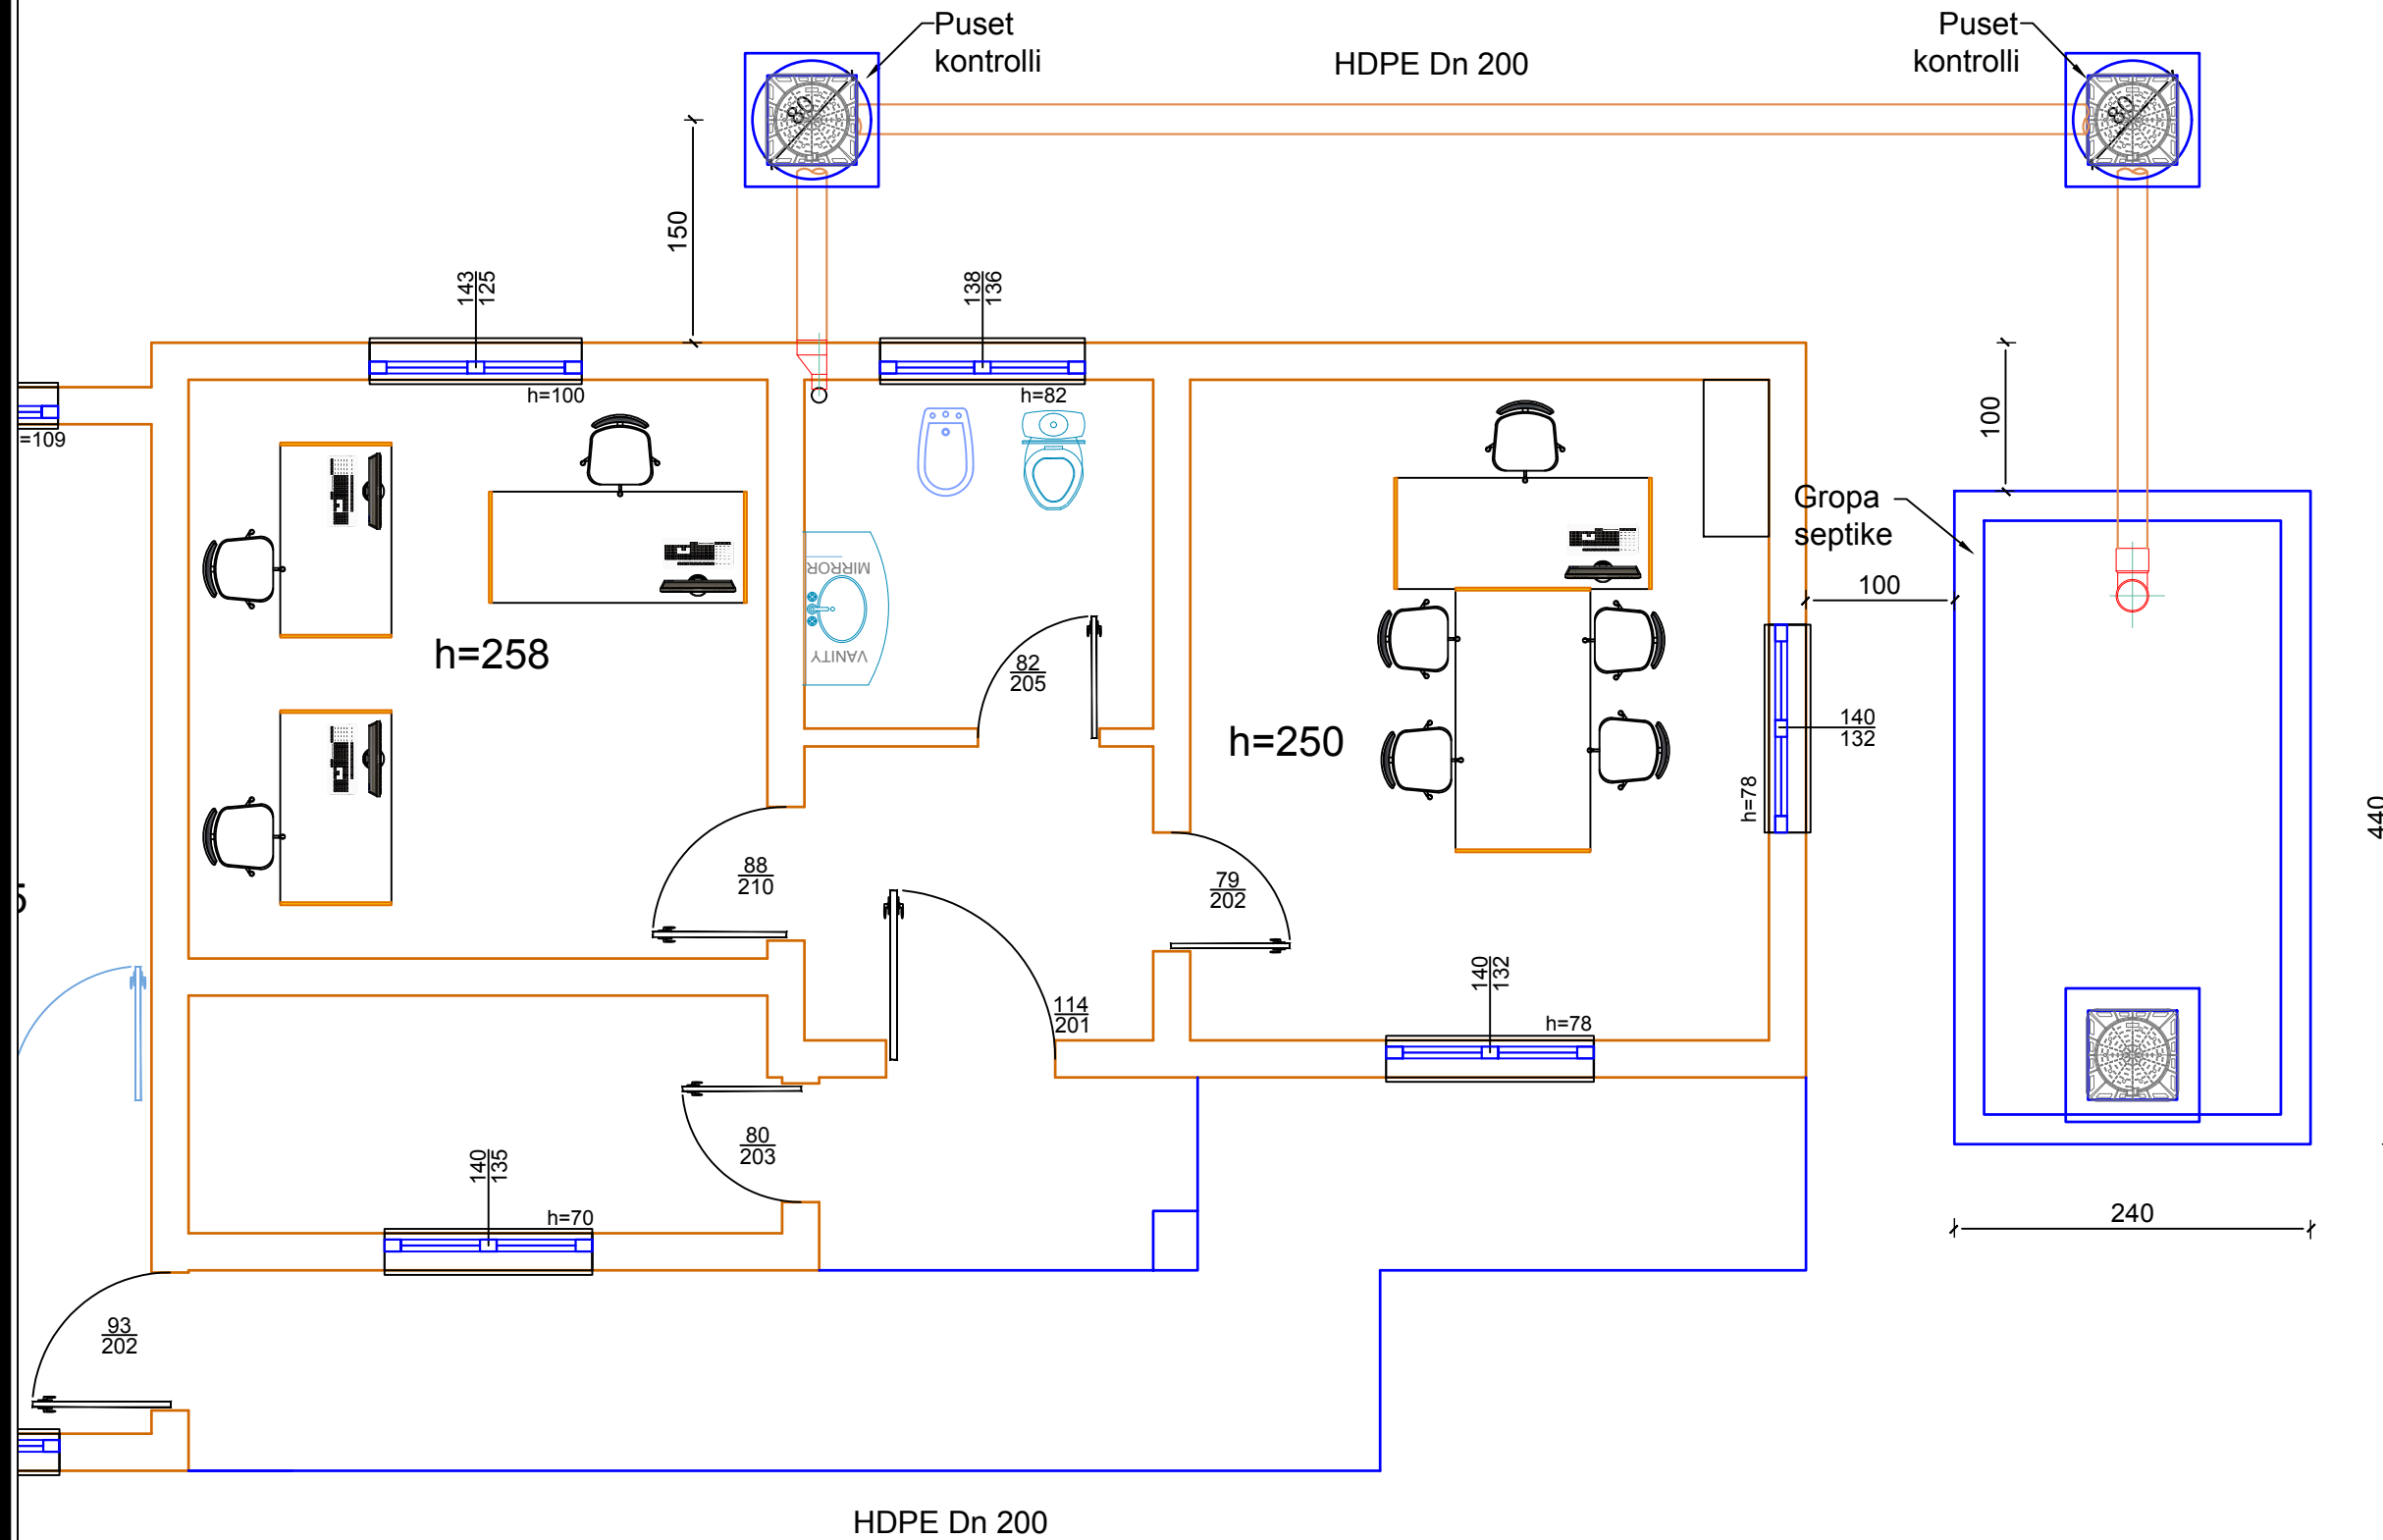 Puset
kontrolli
HDPE Dn 200
Puset
kontrolli
80
80
150
143
125
138
136
h=100
h=82
=109
100
Gropa
septike
100
MIRROR
VANITY
h=258
82
205
h=250
140
132
h=78
440
88
210
79
202
140
132
114
201
h=78
80
203
140
135
h=70
240
93
202
HDPE Dn 200